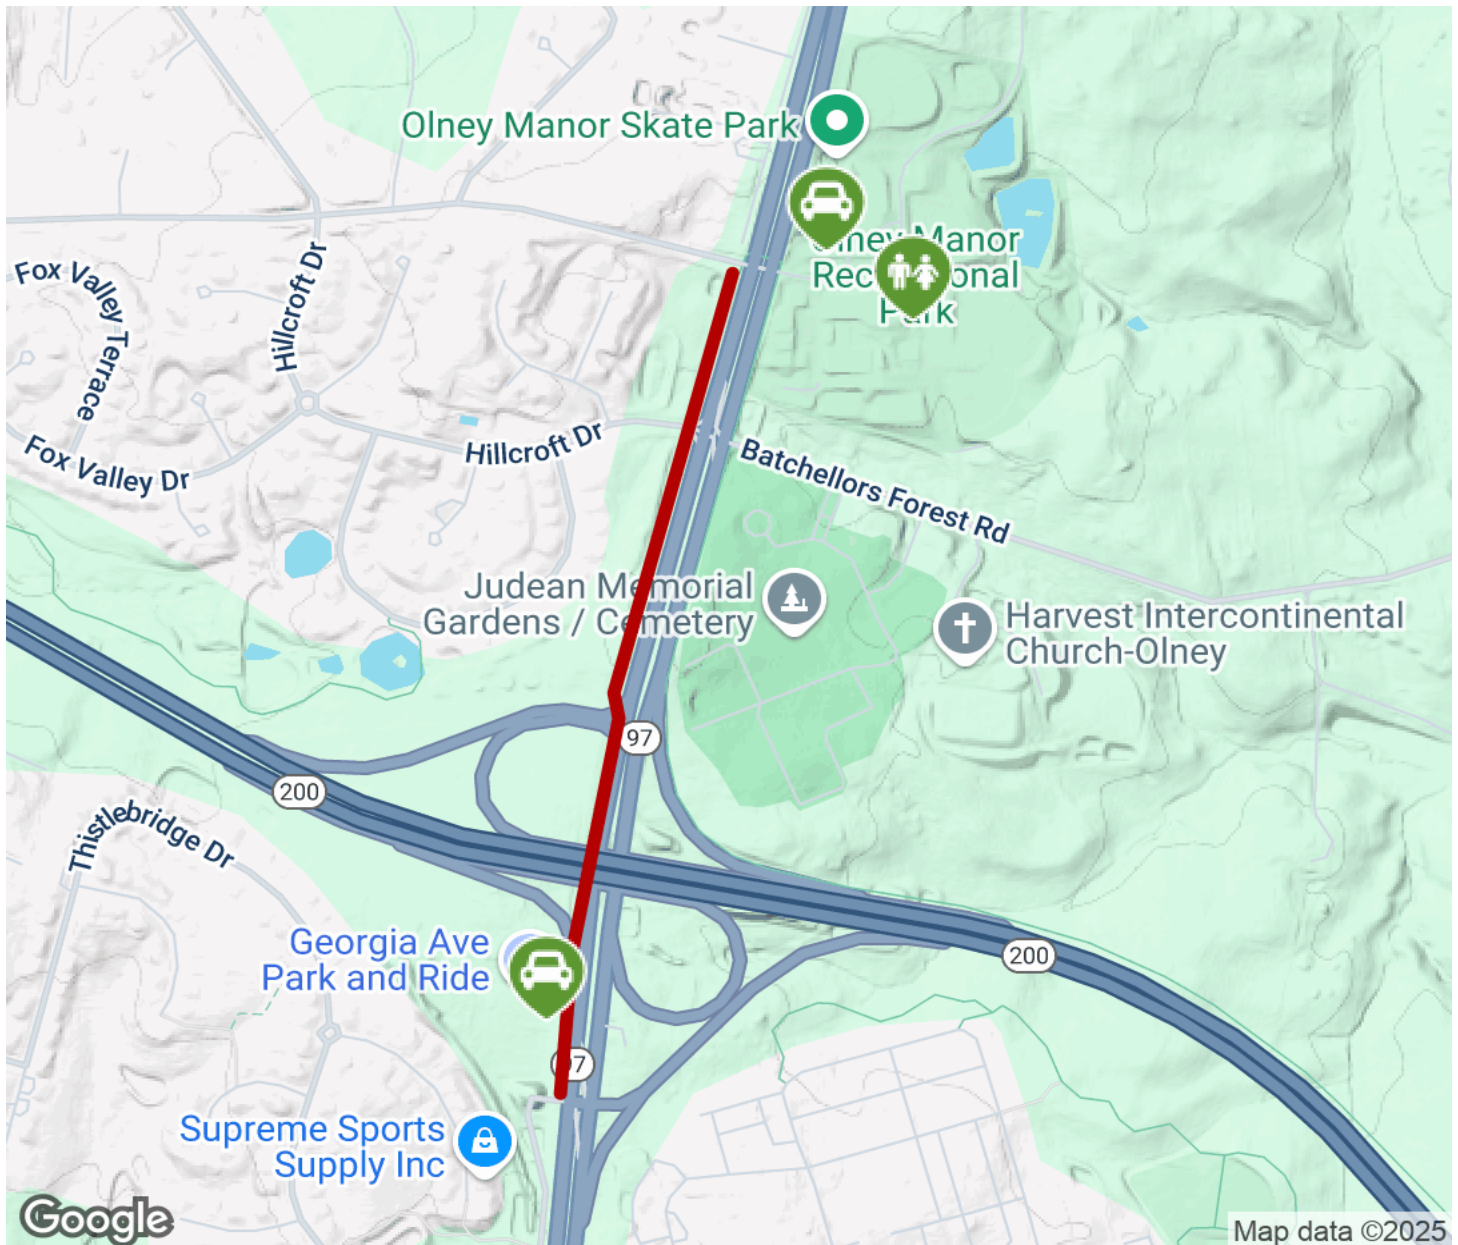 Olney Manor Skate Park
Manor
Recreational
Park
Fox Valley Terrace
Hillcroft Dr
Hillcroft Dr
Fox Valley Dr
Batchellors Forest Rd
Judean Memorial
Gardens / Cemetery
Harvest Intercontinental
Church-Olney
97
200
Thistlebridge Dr
Georgia Ave
Park and Ride
200
97
Supreme Sports
Supply Inc
Google
Map data ©2025